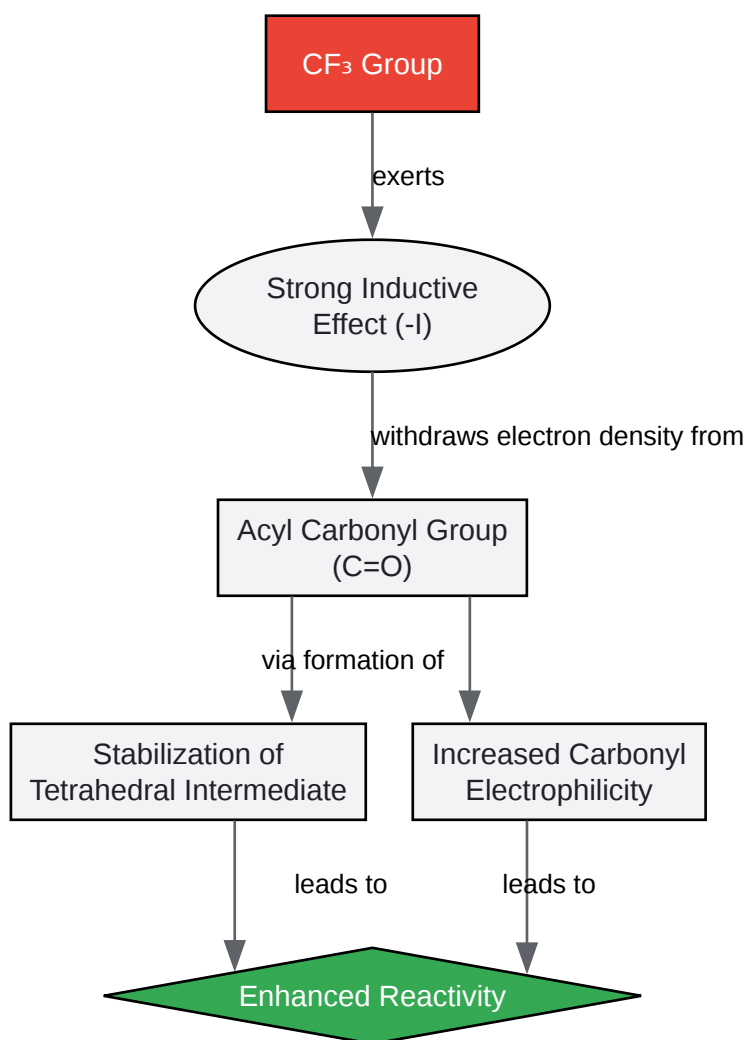 CF₃ Group
exerts
Strong Inductive
Effect (-I)
withdraws electron density from
Acyl Carbonyl Group
(C=O)
via formation of
Stabilization of
Tetrahedral Intermediate
Increased Carbonyl
Electrophilicity
leads to
leads to
Enhanced Reactivity